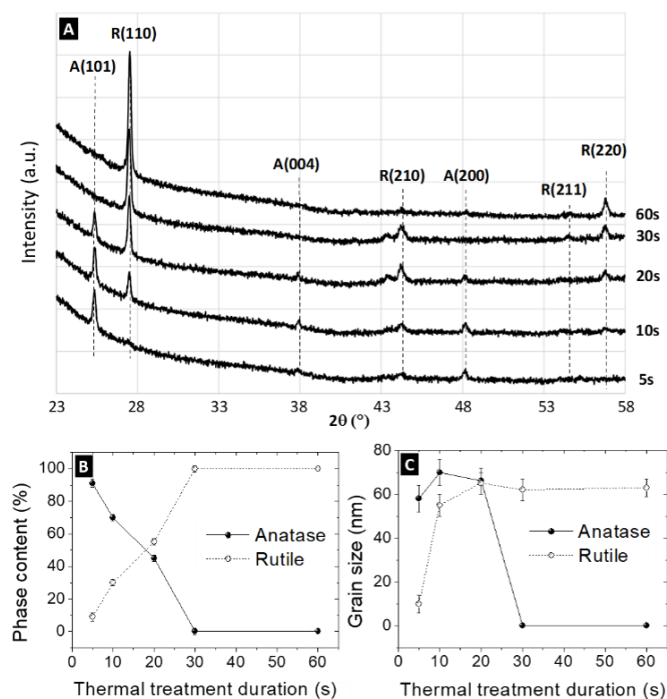 A
R(110)
A(101)
A(004)
R(210)
A(200)
R(211)
R(220)
Intensity (a.u.)
60s
30s
20s
10s
5s
23 28 33 38 43 48 53 58
2θ (°)
B
Phase content (%)
100
80
60
40
20
0
Anatase
Rutile
0 10 20 30 40 50 60
Thermal treatment duration (s)
C
Grain size (nm)
80
60
40
20
0
Anatase
Rutile
0 10 20 30 40 50 60
Thermal treatment duration (s)